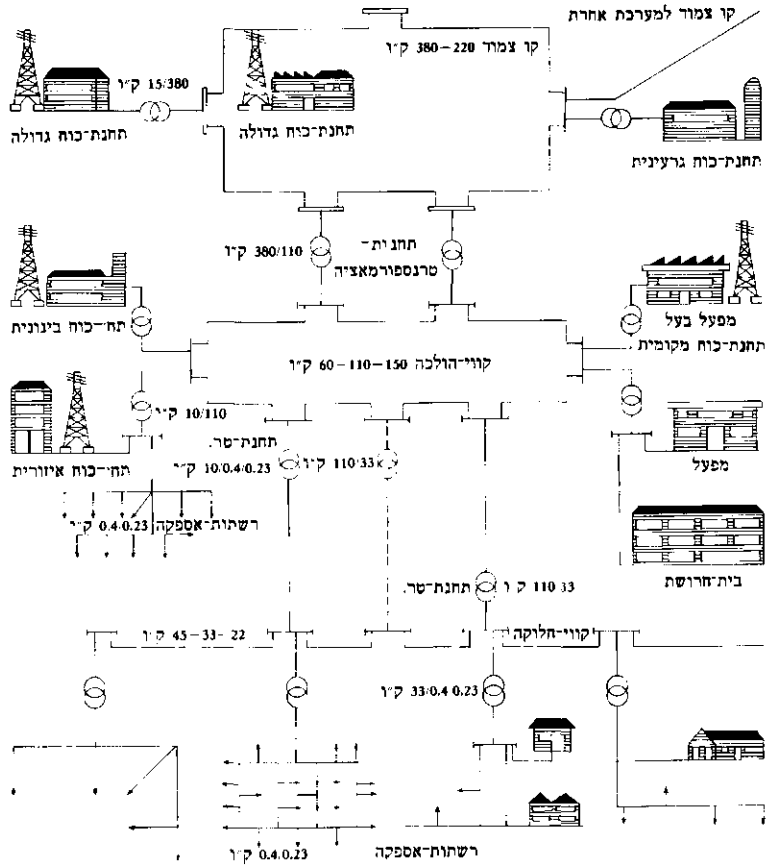 קו צמוד למערכת אחרת
קו צמוד 220–380 ק״ו
15/380 ק״ו
תחנת-כוח גדולה
תחנת-כוח גדולה
תחנת-כוח גרעינית
תחנות-
טרנספורמאציה
380/110 ק״ו
תח׳-כוח בינונית
מפעל בעל
תחנת-כוח מקומית
קווי-הולכה 150–110–60 ק״ו
10/110 ק״ו
תחנת-טר.
10/0.4/0.23 ק״ו
110/33 ק״ו
תח׳-כוח איזורית
מפעל
רשתות-אספקה 0.4/0.23 ק״ו
בית-חרושת
תחנת-טר.
110/33 ק״ו
קווי-חלוקה
22–33–45 ק״ו
33/0.4/0.23 ק״ו
רשתות-אספקה
0.4/0.23 ק״ו